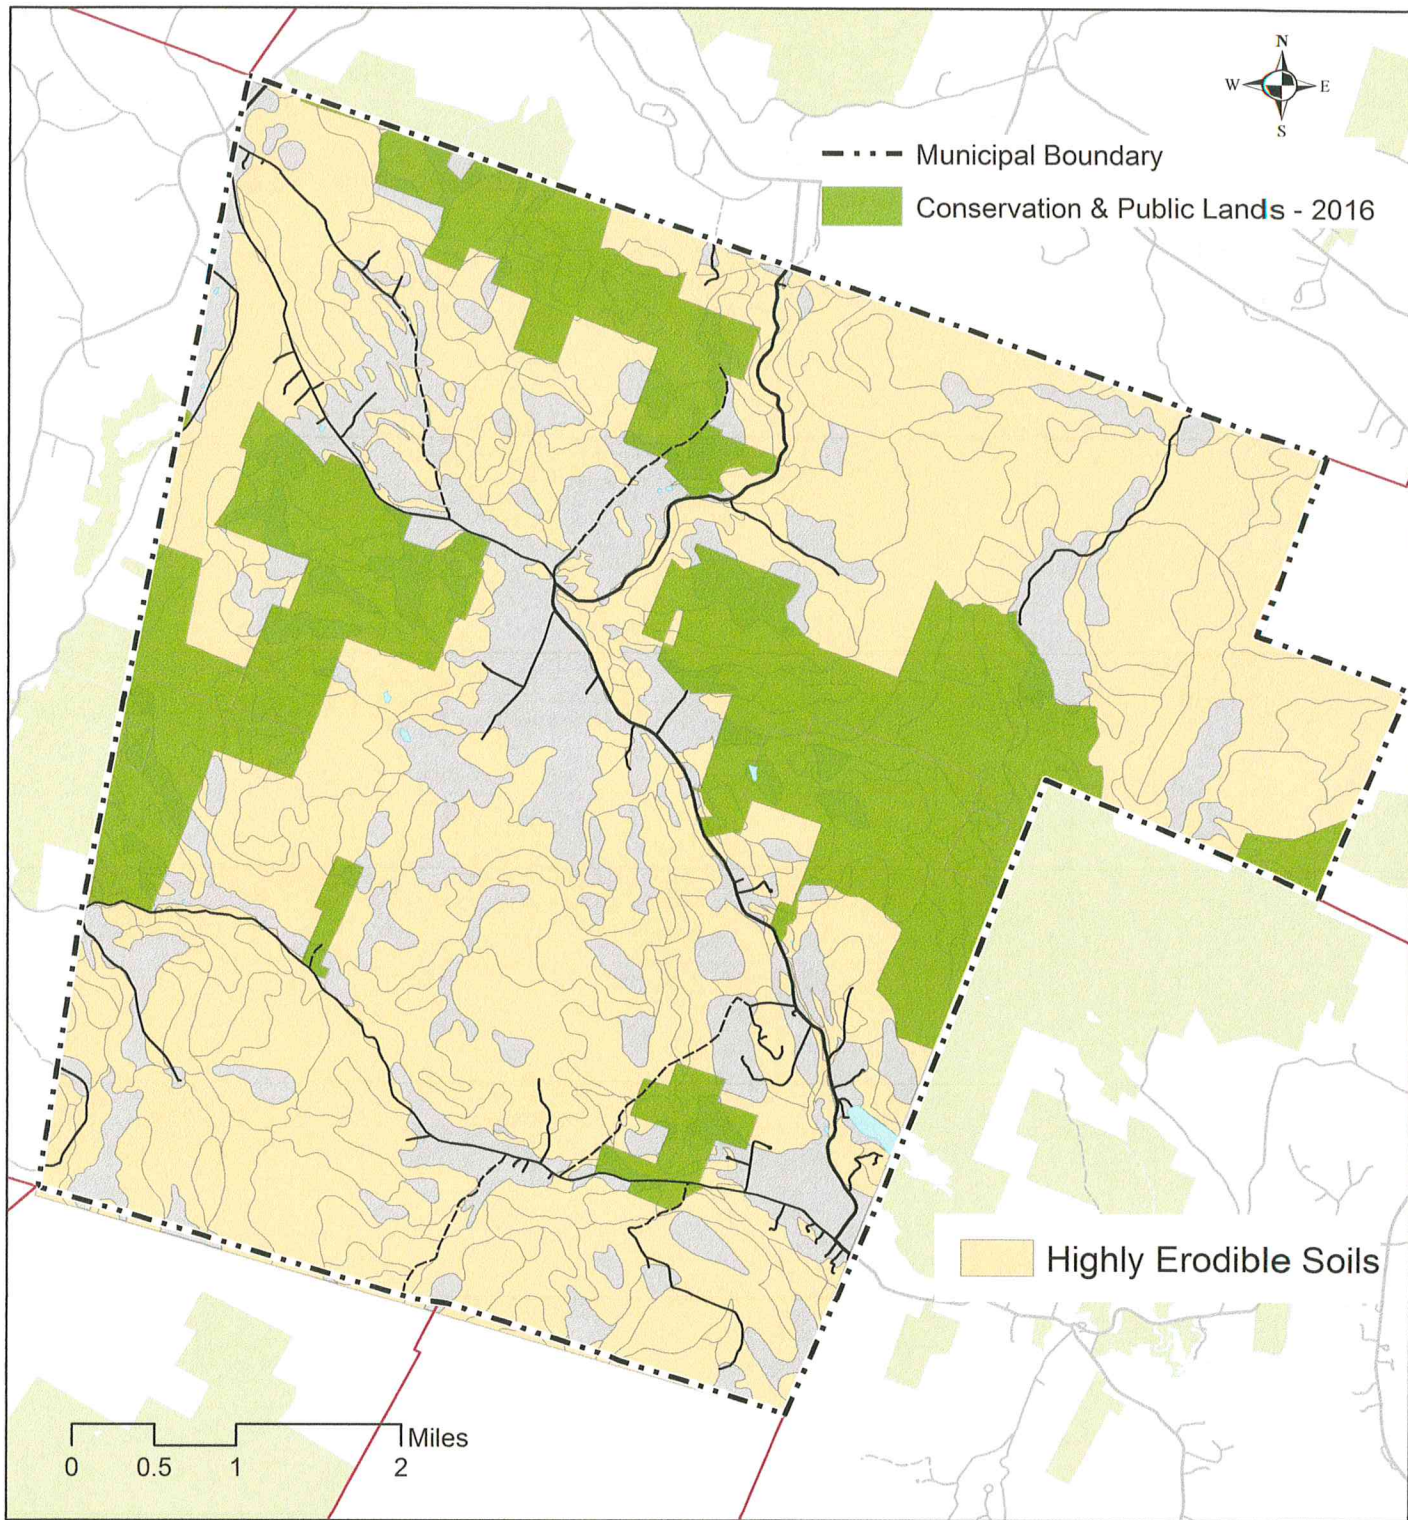 N
W E
S
Municipal Boundary
Conservation & Public Lands - 2016
Highly Erodible Soils
Miles
0 0.5 1 2